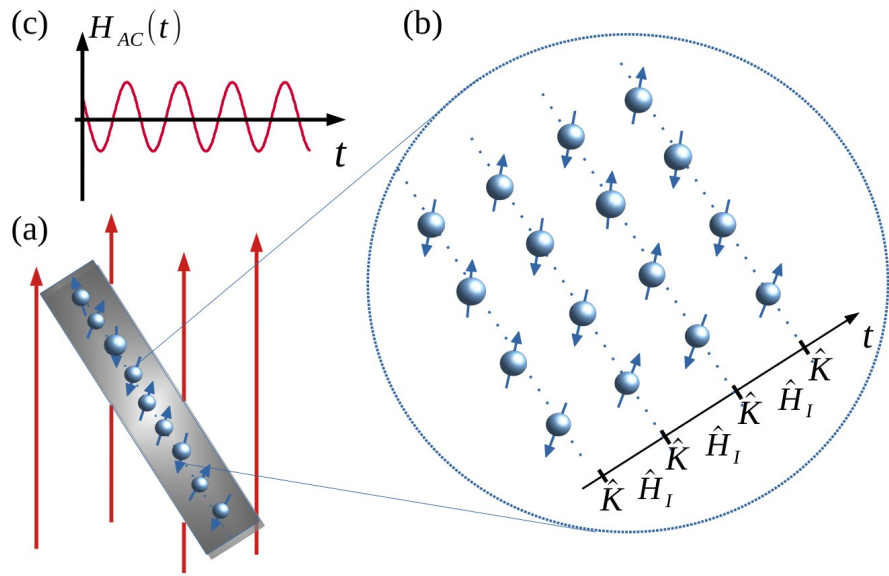 (c) H_AC(t)
t
(b)
(a)
t
K̂ Ĥ_I K̂ Ĥ_I K̂ Ĥ_I K̂